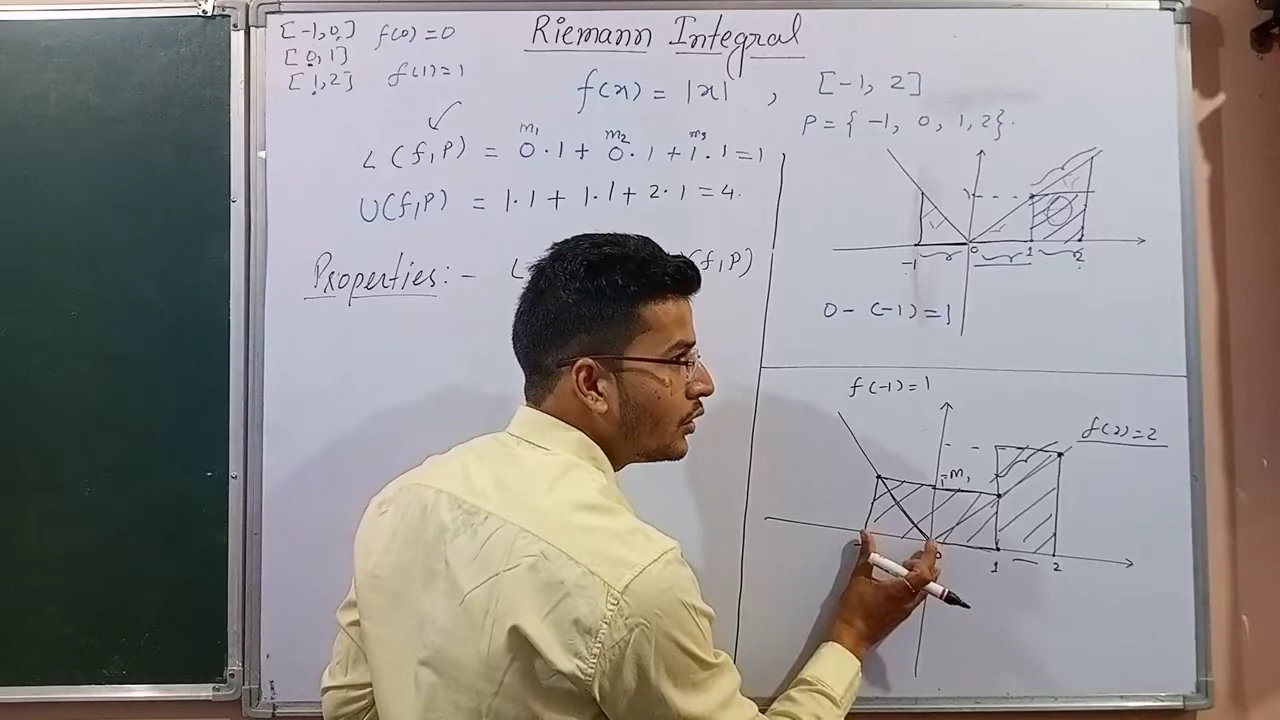 Riemann Integral
[-1, 0] f(0) = 0
[0, 1]
[1, 2] f(1) = 1
f(x) = |x| , [-1, 2]
P = { -1, 0, 1, 2}.
m₁ m₂ m₃
L(f,P) = 0.1 + 0.1 + 1.1 = 1
U(f,P) = 1.1 + 1.1 + 2.1 = 4.
Properties:- L (f,P)
-1 0 1 2
0 - (-1) = 1
f(-1) = 1
f(2) = 2
1 2